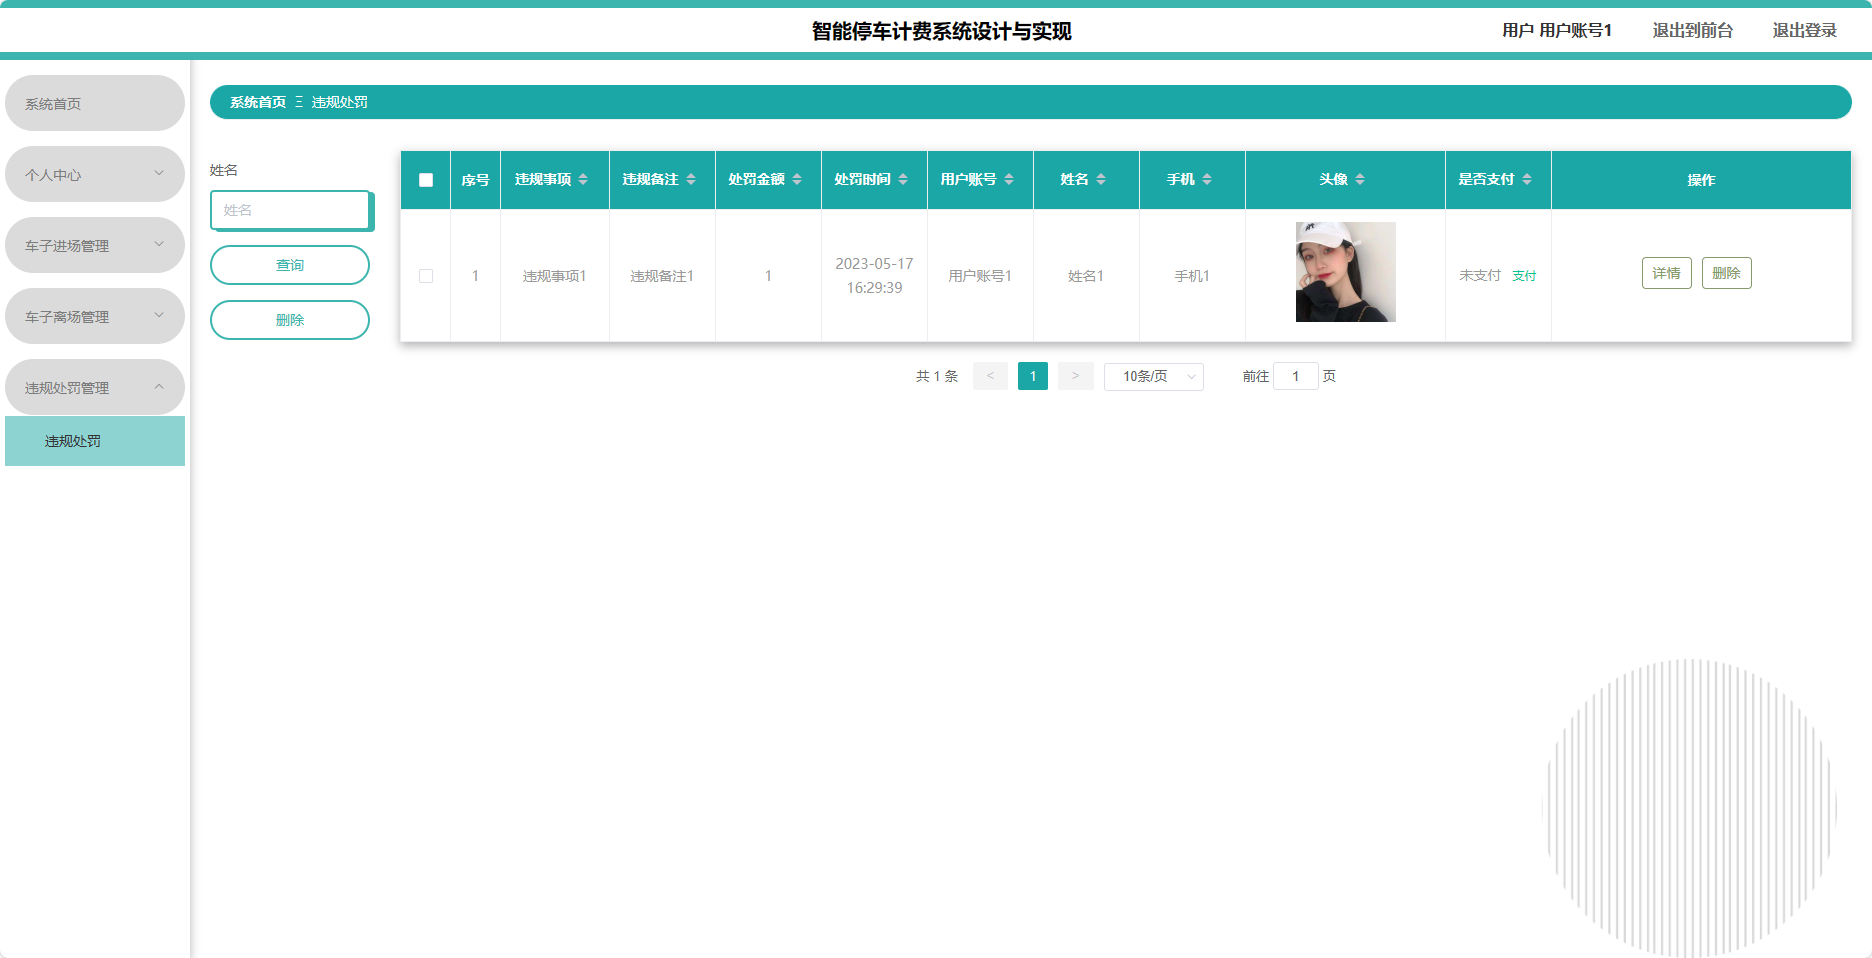 智能停车计费系统设计与实现
用户 用户账号1 退出到前台 退出登录
系统首页
个人中心
车子进场管理
车子离场管理
违规处罚管理
违规处罚
系统首页 Ξ 违规处罚
姓名
姓名
查询
删除
序号 违规事项 违规备注 处罚金额 处罚时间 用户账号 姓名 手机 头像 是否支付 操作
1 违规事项1 违规备注1 1 2023-05-17 16:29:39 用户账号1 姓名1 手机1 未支付 支付 详情 删除
共 1 条 < 1 > 10条/页 前往 1 页